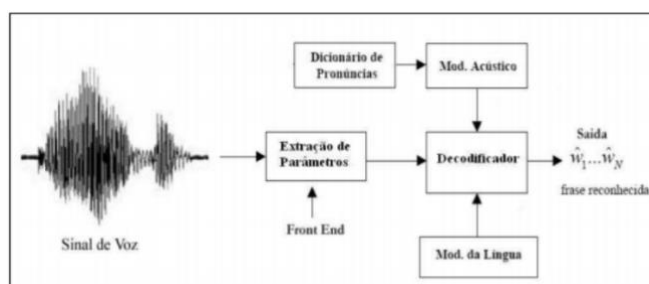 Dicionário de
Pronúncias
Mod. Acústico
Extração de
Parâmetros
Decodificador
Saída
ŵ₁...ŵ_N
frase reconhecida
Front End
Sinal de Voz
Mod. da Língua